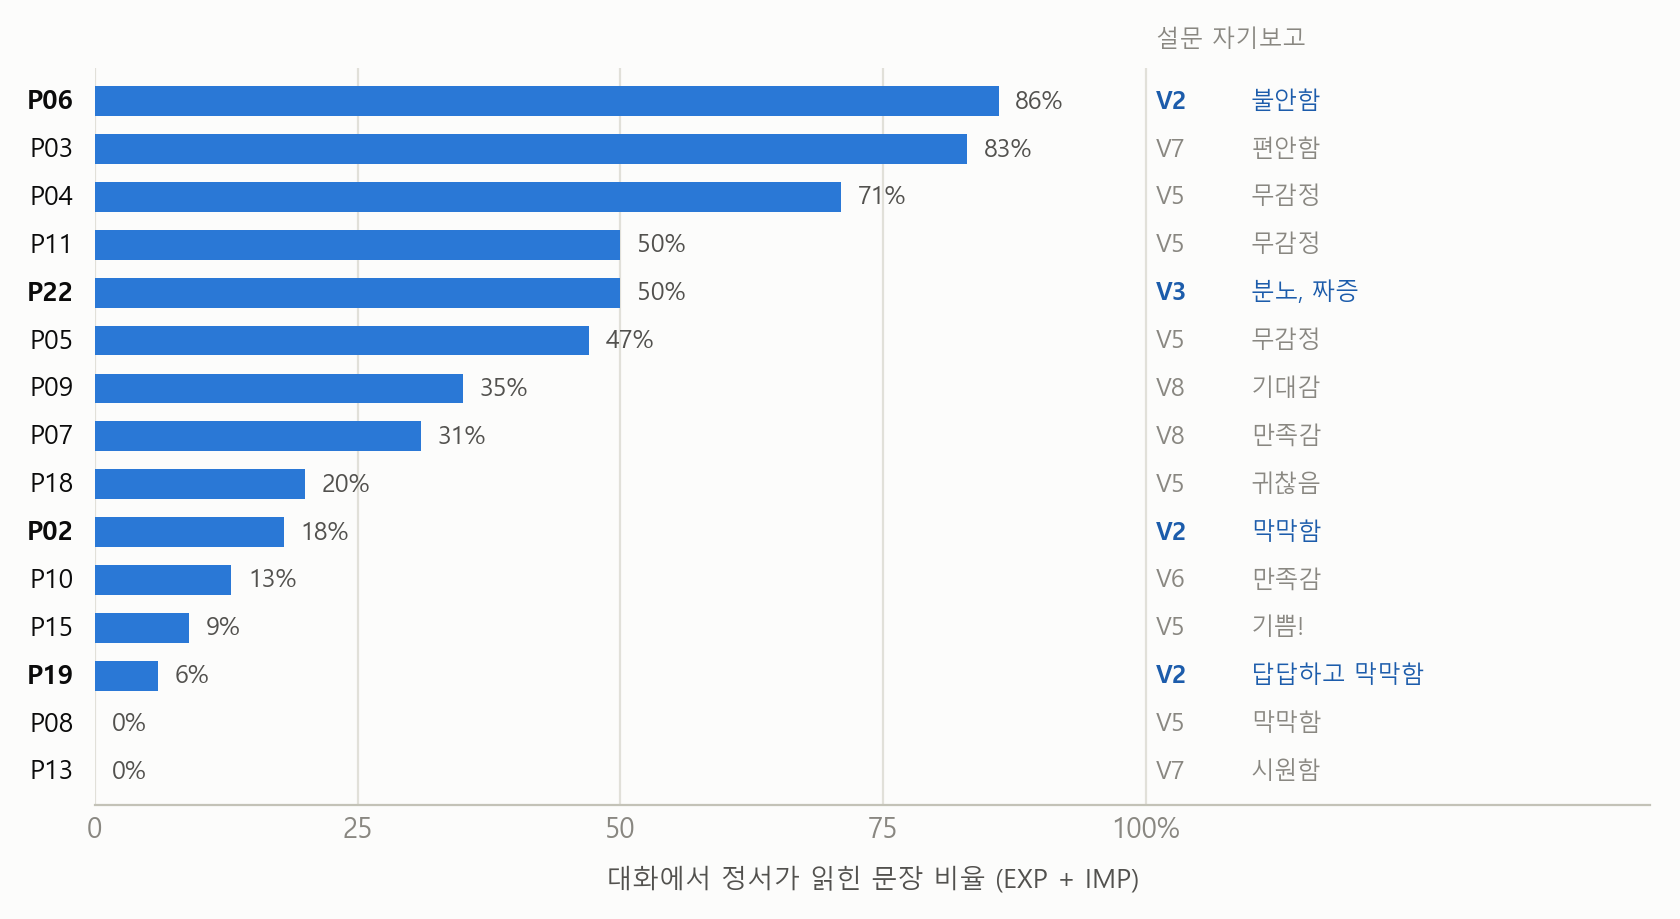 설문 자기보고
P06 86% V2 불안함
P03 83% V7 편안함
P04 71% V5 무감정
P11 50% V5 무감정
P22 50% V3 분노, 짜증
P05 47% V5 무감정
P09 35% V8 기대감
P07 31% V8 만족감
P18 20% V5 귀찮음
P02 18% V2 막막함
P10 13% V6 만족감
P15 9% V5 기쁨!
P19 6% V2 답답하고 막막함
P08 0% V5 막막함
P13 0% V7 시원함
0 25 50 75 100%
대화에서 정서가 읽힌 문장 비율 (EXP + IMP)